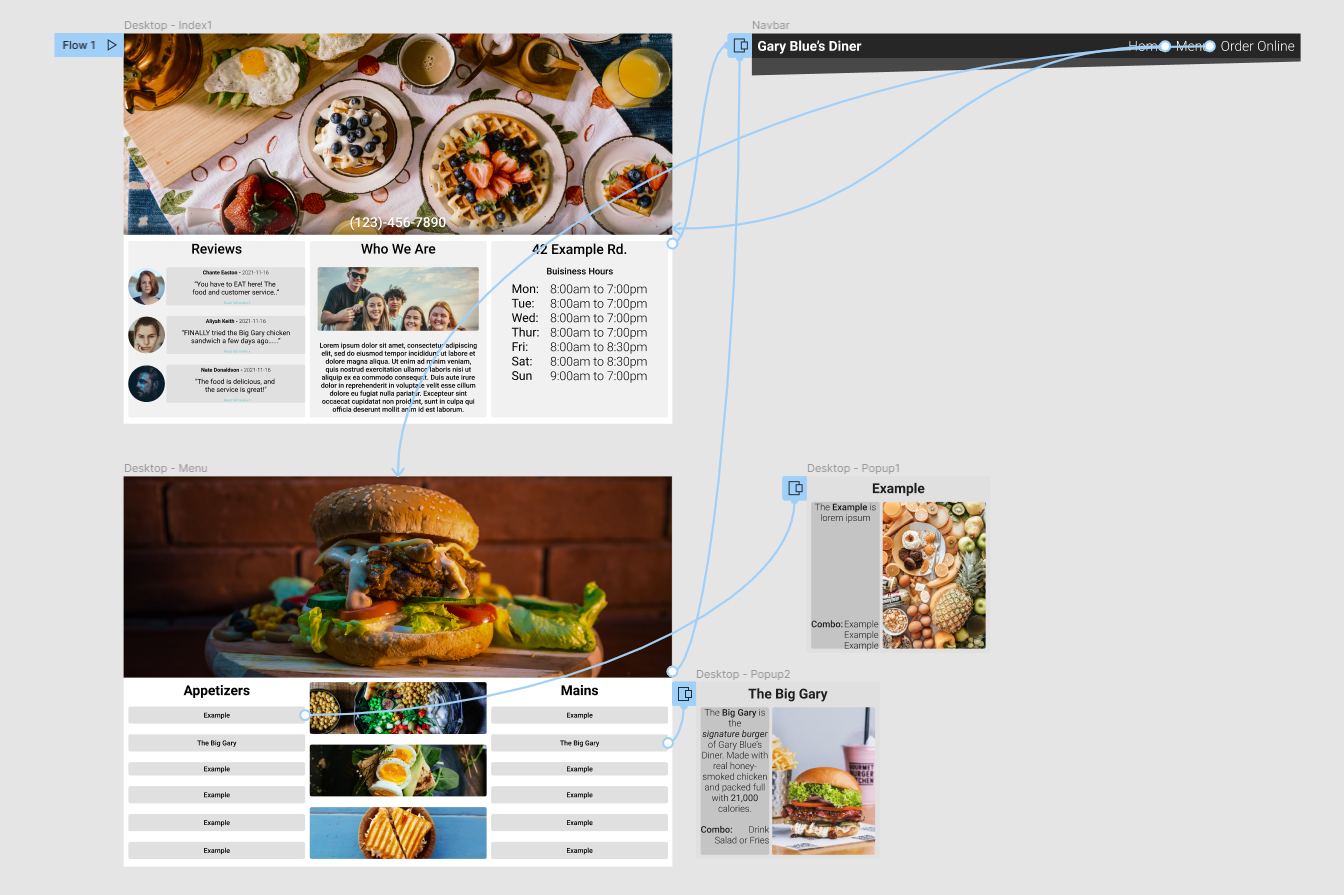 Desktop - Index1
Flow 1
(123)-456-7890
Reviews
Chante Easton - 2021-11-16
"You have to EAT here! The
food and customer service.."
Aliyah Keith - 2021-11-16
"FINALLY tried the Big Gary chicken
sandwich a few days ago....."
Nate Donaldson - 2021-11-16
"The food is delicious, and
the service is great!"
Who We Are
Lorem ipsum dolor sit amet, consectetur adipiscing
elit, sed do eiusmod tempor incididunt ut labore et
dolore magna aliqua. Ut enim ad minim veniam,
quis nostrud exercitation ullamco laboris nisi ut
aliquip ex ea commodo consequat. Duis aute irure
dolor in reprehenderit in voluptate velit esse cillum
dolore eu fugiat nulla pariatur. Excepteur sint
occaecat cupidatat non proident, sunt in culpa qui
officia deserunt mollit anim id est laborum.
42 Example Rd.
Buisiness Hours
Mon: 8:00am to 7:00pm
Tue: 8:00am to 7:00pm
Wed: 8:00am to 7:00pm
Thur: 8:00am to 7:00pm
Fri: 8:00am to 8:30pm
Sat: 8:00am to 8:30pm
Sun 9:00am to 7:00pm
Navbar
Gary Blue's Diner Home Menu Order Online
Desktop - Menu
Appetizers
Example
The Big Gary
Example
Example
Example
Example
Mains
Example
The Big Gary
Example
Example
Example
Example
Desktop - Popup1
Example
The Example is
lorem ipsum
Combo: Example
Example
Example
Desktop - Popup2
The Big Gary
The Big Gary is
the
signature burger
of Gary Blue's
Diner. Made with
real honey-
smoked chicken
and packed full
with 21,000
calories.
Combo: Drink
Salad or Fries
GOURMET
BURGER
KITCHEN